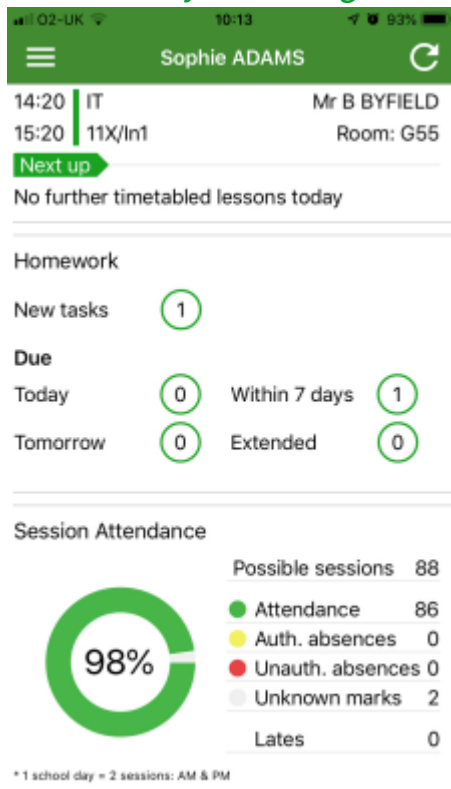 O2-UK 10:13 93%
Sophie ADAMS
14:20 IT Mr B BYFIELD
15:20 11X/In1 Room: G55
Next up
No further timetabled lessons today
Homework
New tasks 1
Due
Today 0 Within 7 days 1
Tomorrow 0 Extended 0
Session Attendance
Possible sessions 88
Attendance 86
Auth. absences 0
98% Unauth. absences 0
Unknown marks 2
Lates 0
* 1 school day = 2 sessions: AM & PM